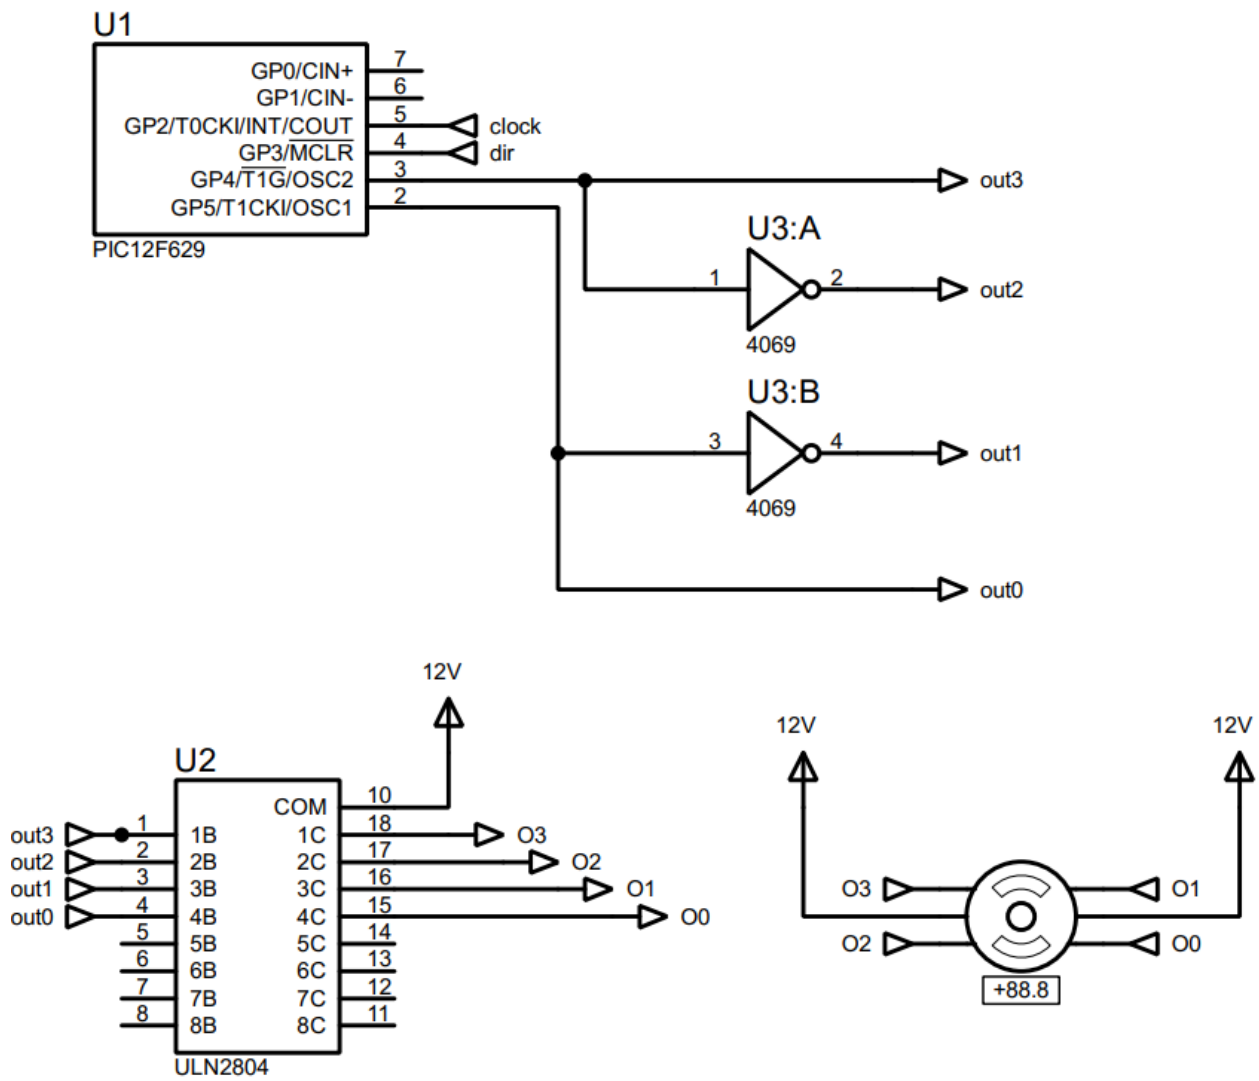 U1
GP0/CIN+ 7
GP1/CIN- 6
GP2/T0CKI/INT/COUT 5 clock
GP3/MCLR 4 dir
GP4/T1G/OSC2 3 out3
GP5/T1CKI/OSC1 2
PIC12F629
U3:A
1 2 out2
4069
U3:B
3 4 out1
4069
out0
12V
U2
COM 10
out3 1 1B 1C 18 O3
out2 2 2B 2C 17 O2
out1 3 3B 3C 16 O1
out0 4 4B 4C 15 O0
5 5B 5C 14
6 6B 6C 13
7 7B 7C 12
8 8B 8C 11
ULN2804
12V 12V
O3 O1
O2 O0
+88.8